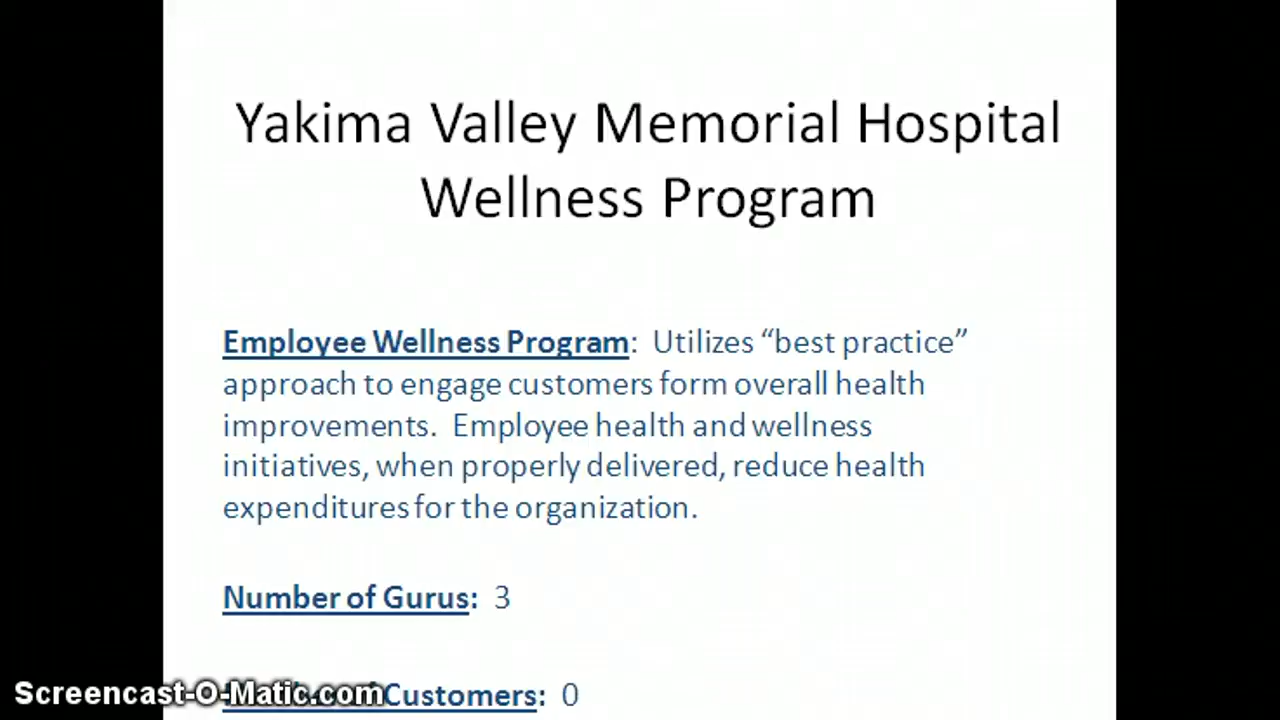 Yakima Valley Memorial Hospital
Wellness Program
Employee Wellness Program: Utilizes “best practice”
approach to engage customers form overall health
improvements. Employee health and wellness
initiatives, when properly delivered, reduce health
expenditures for the organization.
Number of Gurus: 3
Customers: 0
Screencast-O-Matic.com